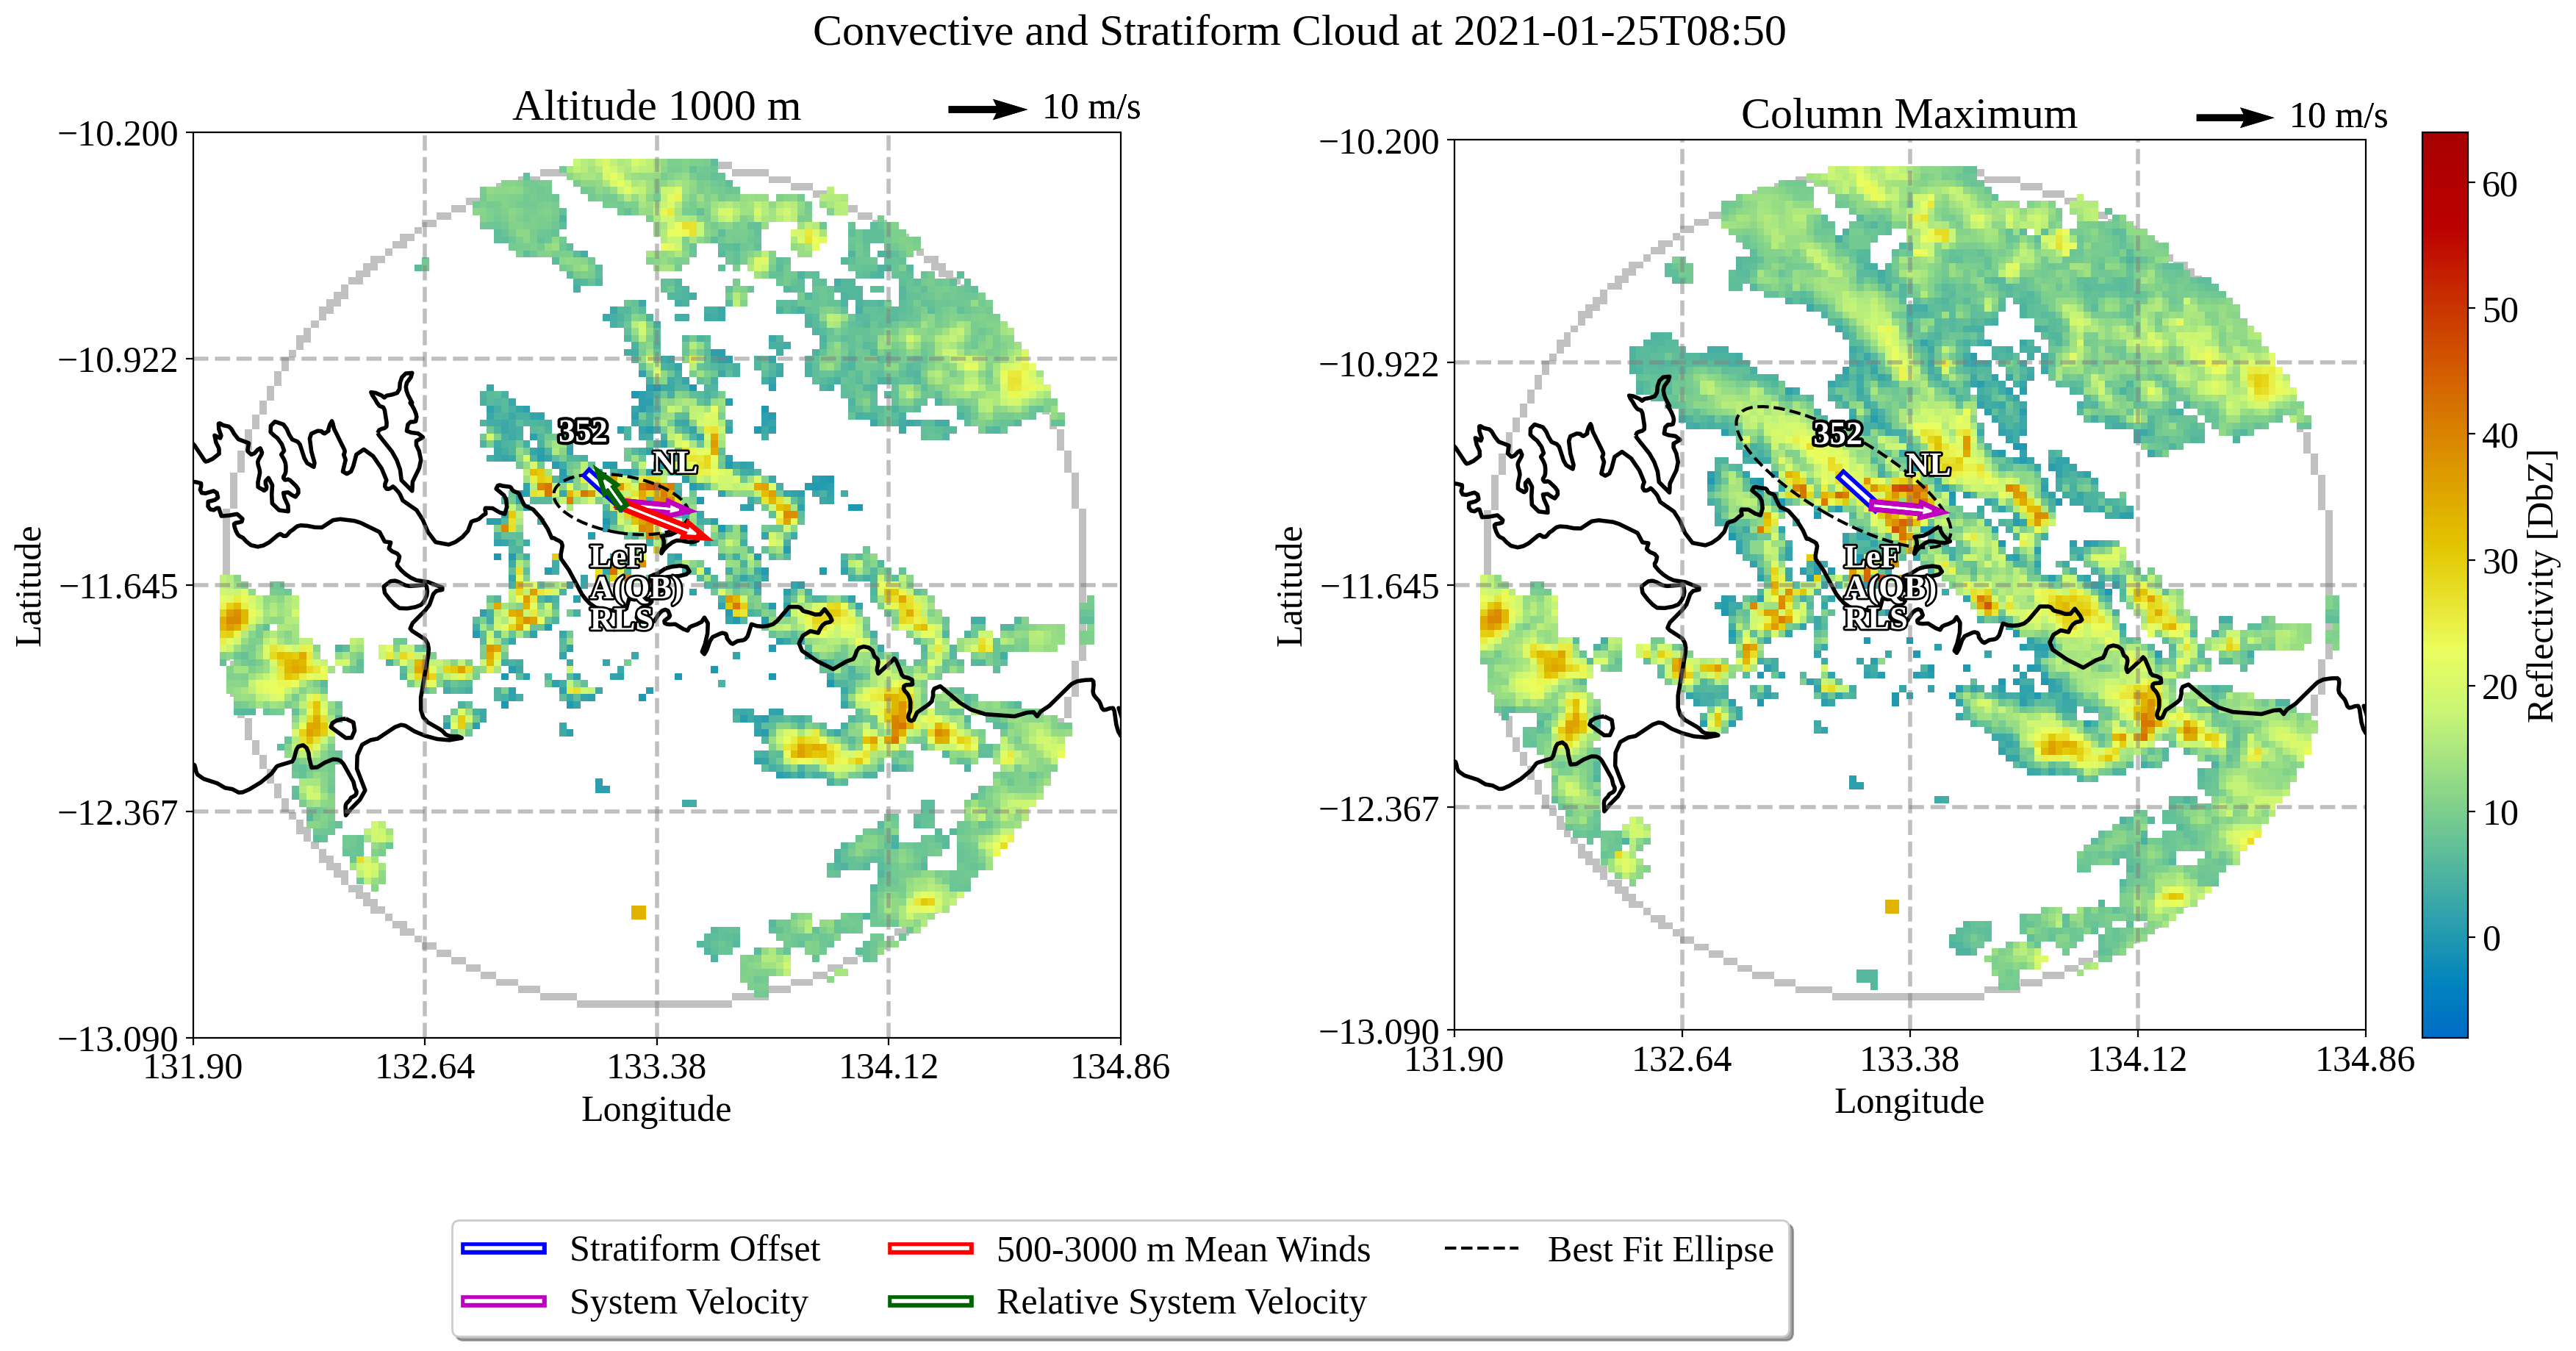 Convective and Stratiform Cloud at 2021-01-25T08:50
Altitude 1000 m
10 m/s
−10.200
−10.922
−11.645
−12.367
−13.090
Latitude
131.90
132.64
133.38
134.12
134.86
Longitude
352
NL
LeF
A(QB)
RLS
Column Maximum
10 m/s
−10.200
−10.922
−11.645
−12.367
−13.090
Latitude
131.90
132.64
133.38
134.12
134.86
Longitude
352
NL
LeF
A(QB)
RLS
60
50
40
30
20
10
0
Reflectivity [DbZ]
Stratiform Offset
System Velocity
500-3000 m Mean Winds
Relative System Velocity
Best Fit Ellipse